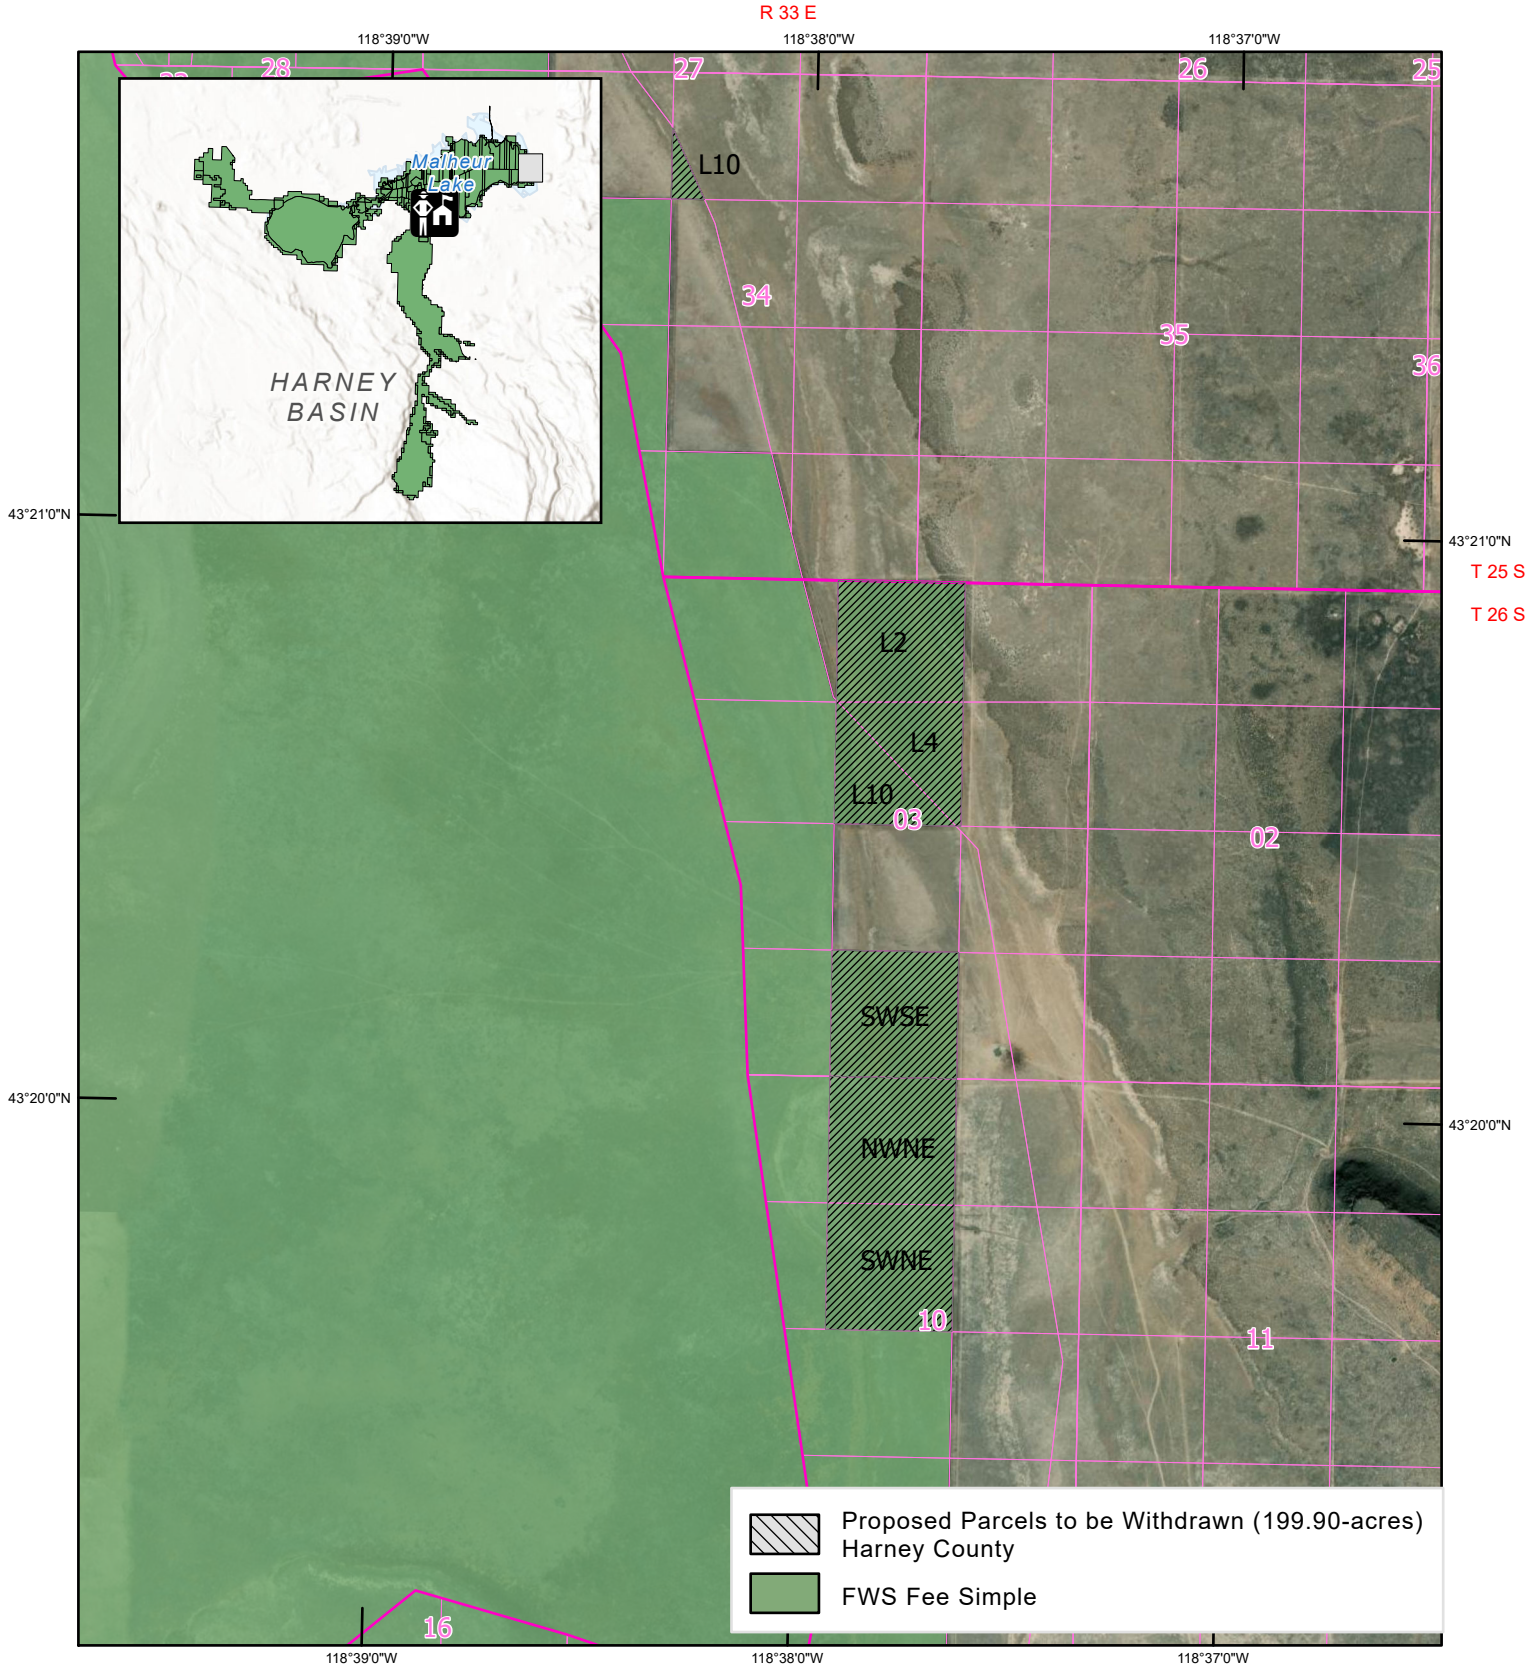 R 33 E
118°39'0"W
118°38'0"W
118°37'0"W
28
27
26
25
L10
Malheur
Lake
34
35
36
HARNEY
BASIN
43°21'0"N
43°21'0"N
T 25 S
T 26 S
L2
L4
L10
03
02
SWSE
43°20'0"N
43°20'0"N
NWNE
SWNE
10
11
Proposed Parcels to be Withdrawn (199.90-acres)
Harney County
FWS Fee Simple
16
118°39'0"W
118°38'0"W
118°37'0"W